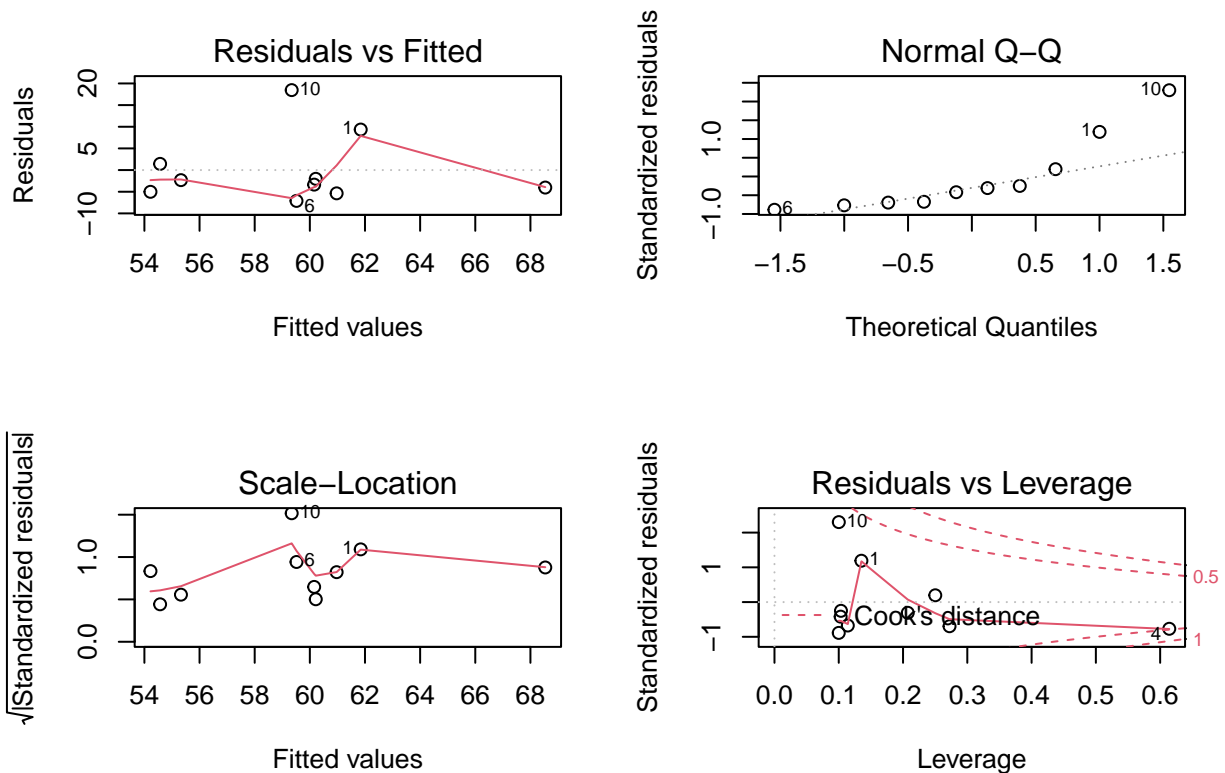 Residuals vs Fitted
Residuals
20
5
−10
10
1
6
54 56 58 60 62 64 66 68
Fitted values
Normal Q−Q
Standardized residuals
1.0
−1.0
10
1
6
−1.5 −0.5 0.5 1.0 1.5
Theoretical Quantiles
Scale−Location
√|Standardized residuals|
1.0
0.0
10
6
1
54 56 58 60 62 64 66 68
Fitted values
Residuals vs Leverage
Standardized residuals
1
−1
10
1
4
0.5
1
Cook's distance
0.0 0.1 0.2 0.3 0.4 0.5 0.6
Leverage